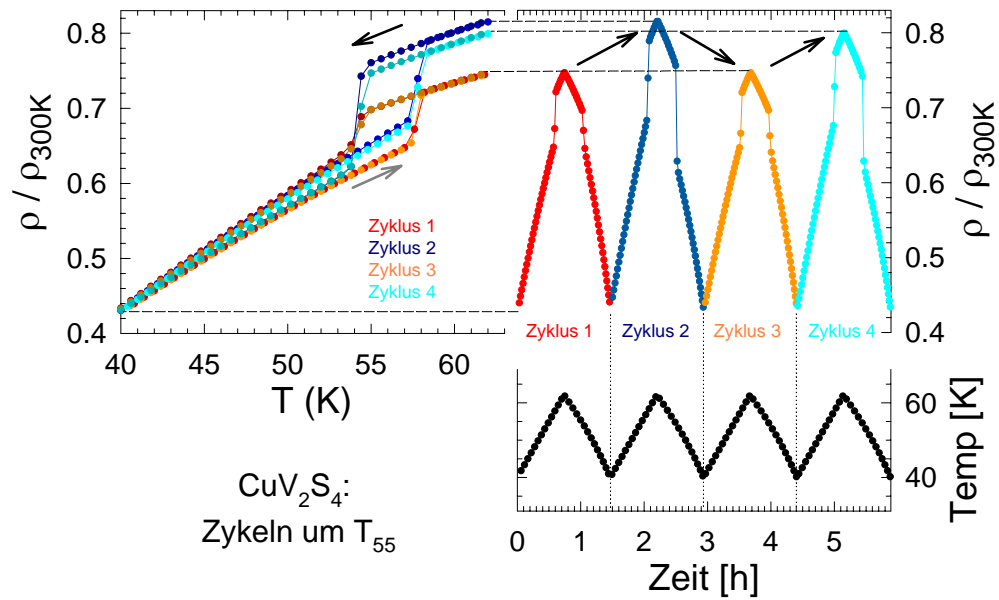 0.8
0.7
0.6
0.5
0.4
ρ / ρ300K
40 45 50 55 60
T (K)
Zyklus 1
Zyklus 2
Zyklus 3
Zyklus 4
0.8
0.7
0.6
0.5
0.4
ρ / ρ300K
Zyklus 1 Zyklus 2 Zyklus 3 Zyklus 4
60
40
Temp [K]
0 1 2 3 4 5
Zeit [h]
CuV2S4:
Zykeln um T55